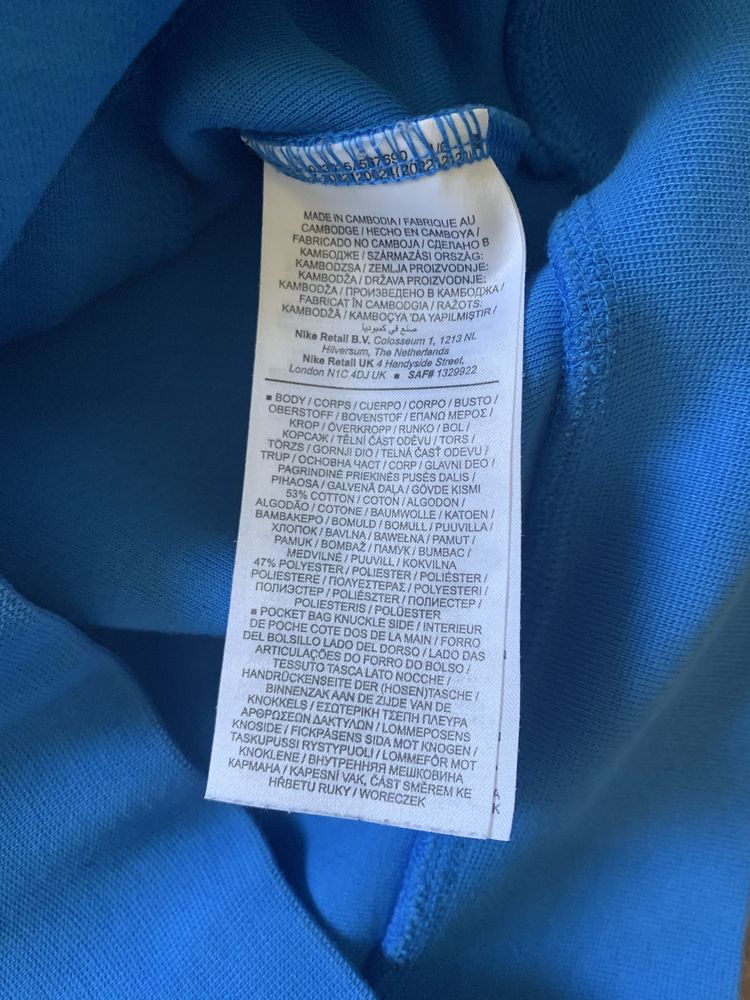 MADE IN CAMBODIA / FABRIQUE AU
CAMBODGE / HECHO EN CAMBOYA /
FABRICADO NO CAMBOJA / СДЕЛАНО В
КАМБОДЖЕ / SZÁRMAZÁSI ORSZÁG:
KAMBODZSA / ZEMLJA PROIZVODNJE:
KAMBODŽA / DRŽAVA PROIZVODNJE:
KAMBODŽA / ПРОИЗВЕДЕНО В КАМБОДЖА /
FABRICAT ÎN CAMBODGIA / RAŽOTS:
KAMBODŽĀ / KAMBOÇYA 'DA YAPILMIŞTIR /
صنع في كمبوديا
Nike Retail B.V. Colosseum 1, 1213 NL
Hilversum, The Netherlands
Nike Retail UK 4 Handyside Street,
London N1C 4DJ UK ▪ SAF# 1329922
▪ BODY / CORPS / CUERPO / CORPO / BUSTO /
OBERSTOFF / BOVENSTOF / ΕΠΑΝΩ ΜΕΡΟΣ /
KROP / ÖVERKROPP / RUNKO / BOL /
КОРСАЖ / TĚLNÍ ČÁST ODĚVU / TORS /
TÖRZS / GORNJI DIO / TELNÁ ČASŤ ODEVU /
TRUP / ОСНОВНА ЧАСТ / CORP / GLAVNI DEO /
PAGRINDINĖ PRIEKINĖS PUSĖS DALIS /
PIHAOSA / GALVENĀ DAĻA / GÖVDE KISMI
53% COTTON / COTON / ALGODON /
ALGODÃO / COTONE / BAUMWOLLE / KATOEN /
ΒΑΜΒΑΚΕΡΟ / BOMULD / BOMULL / PUUVILLA /
ХЛОПОК / BAVLNA / BAWEŁNA / PAMUT /
PAMUK / BOMBAŽ / ПАМУК / BUMBAC /
MEDVILNĖ / PUUVILL / KOKVILNA
47% POLYESTER / POLIESTER / POLIÉSTER /
POLIESTERE / ΠΟΛΥΕΣΤΕΡΑΣ / POLYESTERI /
ПОЛИЭСТЕР / POLIÉSZTER / ПОЛИЕСТЕР /
POLIESTERIS / POLÜESTER
▪ POCKET BAG KNUCKLE SIDE / INTERIEUR
DE POCHE COTE DOS DE LA MAIN / FORRO
DEL BOLSILLO LADO DEL DORSO / LADO DAS
ARTICULAÇÕES DO FORRO DO BOLSO /
TESSUTO TASCA LATO NOCCHE /
HANDRÜCKENSEITE DER (HOSEN)TASCHE /
BINNENZAK AAN DE ZIJDE VAN DE
KNOKKELS / ΕΣΩΤΕΡΙΚΗ ΤΣΕΠΗ ΠΛΕΥΡΑ
ΑΡΘΡΩΣΕΩΝ ΔΑΚΤΥΛΩΝ / LOMMEPOSENS
KNOSIDE / FICKPÅSENS SIDA MOT KNOGEN /
TASKUPUSSI RYSTYPUOLI / LOMMEFÔR MOT
KNOKLENE / ВНУТРЕННЯЯ МЕШКОВИНА
КАРМАНА / KAPESNÍ VAK, ČÁST SMĚREM KE
HŘBETU RUKY / WORECZEK
A
K